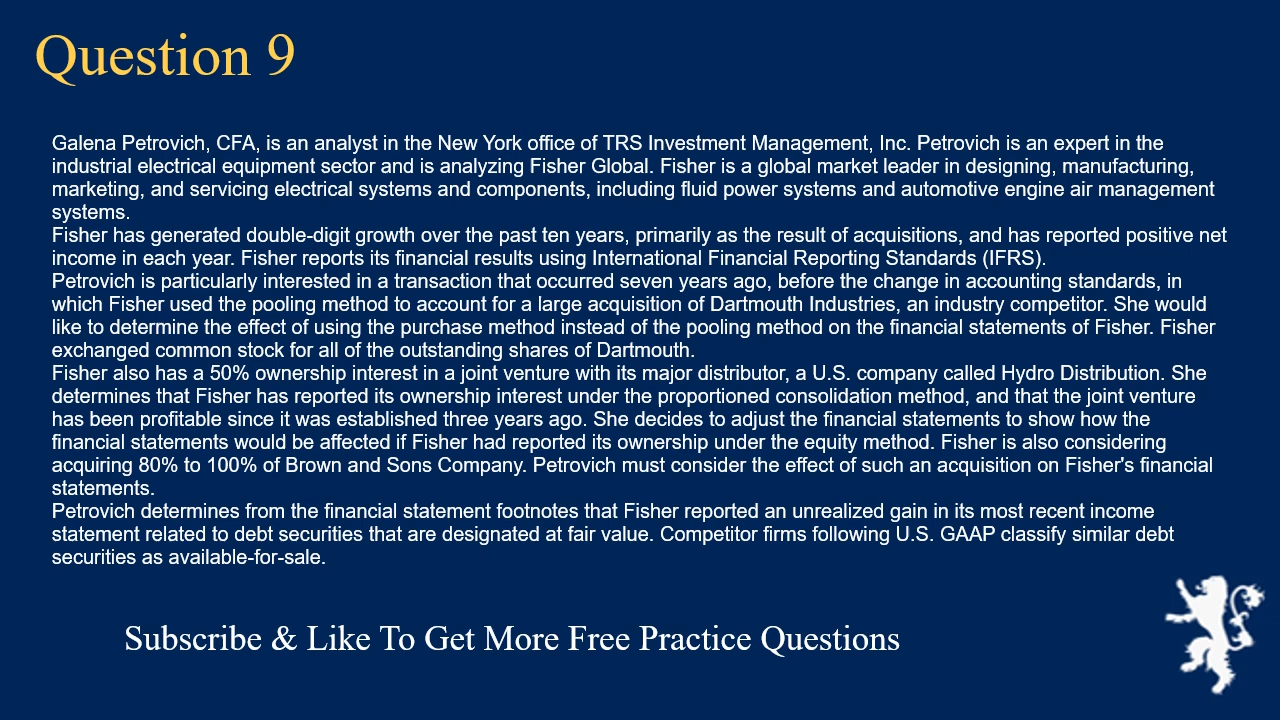 Question 9
Galena Petrovich, CFA, is an analyst in the New York office of TRS Investment Management, Inc. Petrovich is an expert in the
industrial electrical equipment sector and is analyzing Fisher Global. Fisher is a global market leader in designing, manufacturing,
marketing, and servicing electrical systems and components, including fluid power systems and automotive engine air management
systems.
Fisher has generated double-digit growth over the past ten years, primarily as the result of acquisitions, and has reported positive net
income in each year. Fisher reports its financial results using International Financial Reporting Standards (IFRS).
Petrovich is particularly interested in a transaction that occurred seven years ago, before the change in accounting standards, in
which Fisher used the pooling method to account for a large acquisition of Dartmouth Industries, an industry competitor. She would
like to determine the effect of using the purchase method instead of the pooling method on the financial statements of Fisher. Fisher
exchanged common stock for all of the outstanding shares of Dartmouth.
Fisher also has a 50% ownership interest in a joint venture with its major distributor, a U.S. company called Hydro Distribution. She
determines that Fisher has reported its ownership interest under the proportioned consolidation method, and that the joint venture
has been profitable since it was established three years ago. She decides to adjust the financial statements to show how the
financial statements would be affected if Fisher had reported its ownership under the equity method. Fisher is also considering
acquiring 80% to 100% of Brown and Sons Company. Petrovich must consider the effect of such an acquisition on Fisher's financial
statements.
Petrovich determines from the financial statement footnotes that Fisher reported an unrealized gain in its most recent income
statement related to debt securities that are designated at fair value. Competitor firms following U.S. GAAP classify similar debt
securities as available-for-sale.
Subscribe & Like To Get More Free Practice Questions